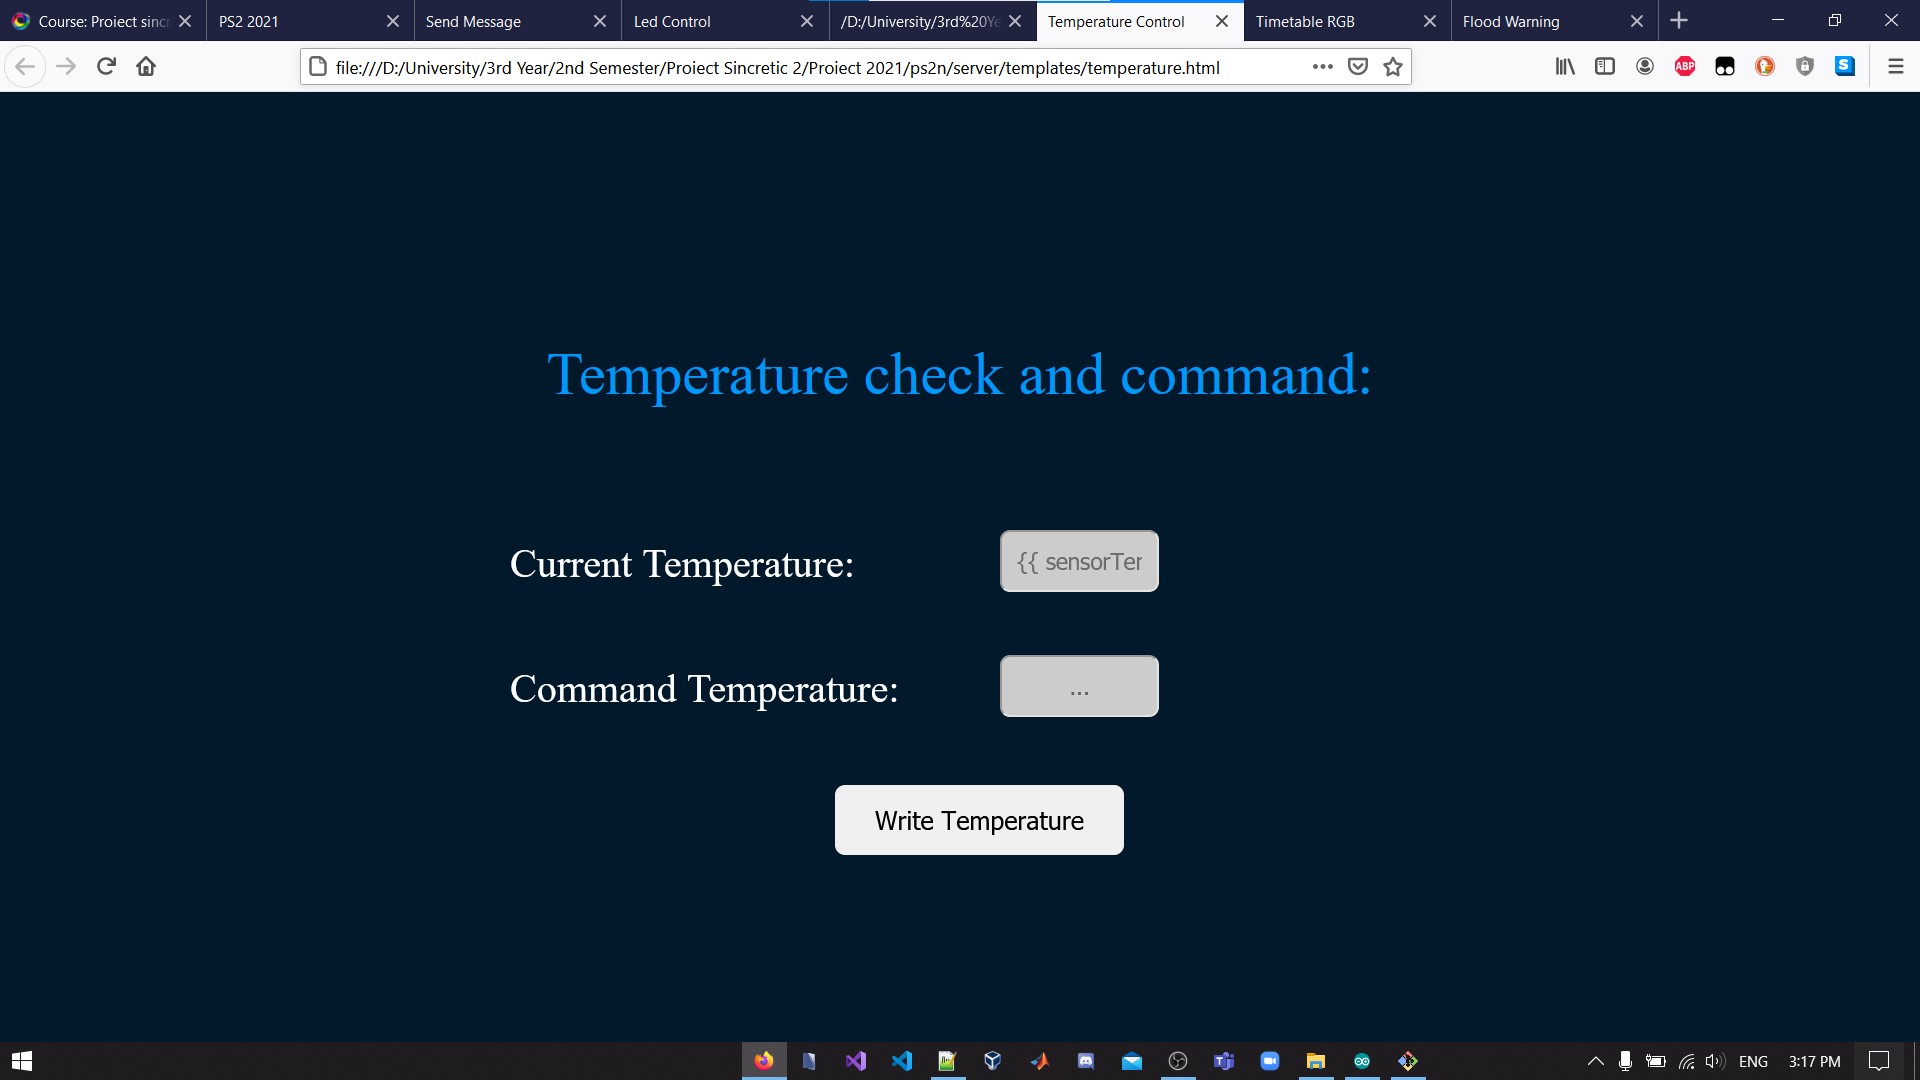 Course: Proiect sincr
PS2 2021
Send Message
Led Control
/D:/University/3rd%20Ye
Temperature Control
Timetable RGB
Flood Warning
file:///D:/University/3rd Year/2nd Semester/Proiect Sincretic 2/Proiect 2021/ps2n/server/templates/temperature.html
ABP
S
Temperature check and command:
Current Temperature:
{{ sensorTer
Command Temperature:
...
Write Temperature
ENG
3:17 PM